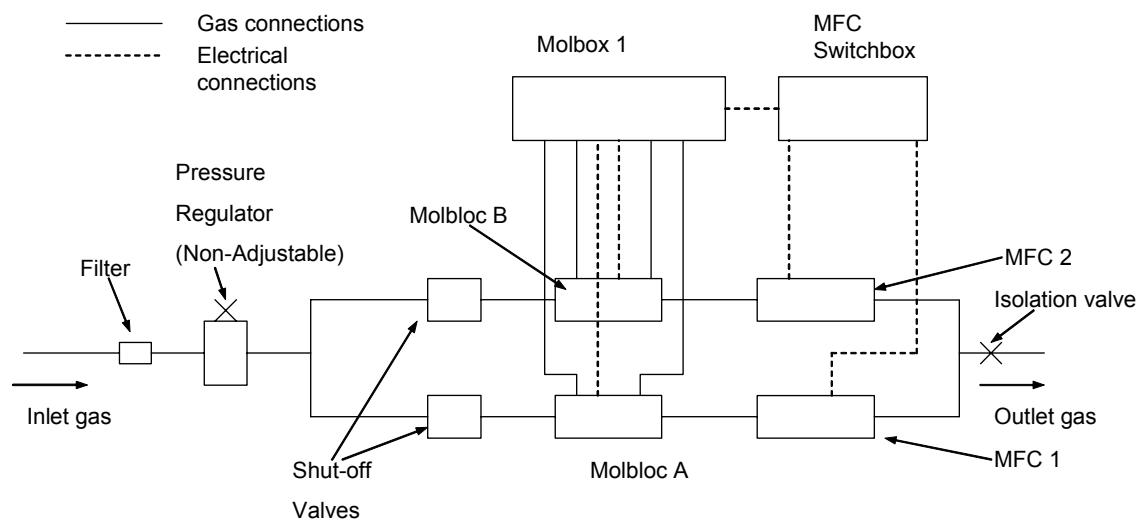 Gas connections
Electrical
connections
Molbox 1
MFC
Switchbox
Pressure
Regulator
(Non-Adjustable)
Molbloc B
Filter
MFC 2
Isolation valve
Inlet gas
Outlet gas
Shut-off
Valves
Molbloc A
MFC 1